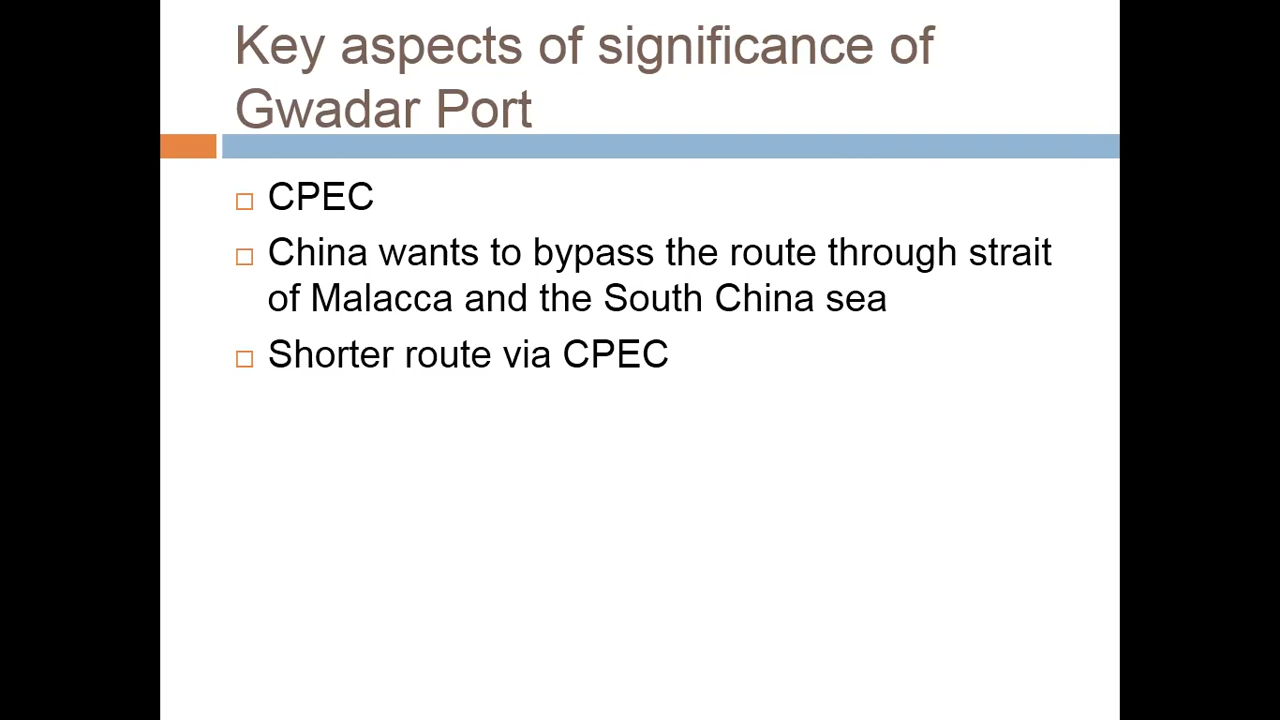 Key aspects of significance of
Gwadar Port
CPEC
China wants to bypass the route through strait
of Malacca and the South China sea
Shorter route via CPEC